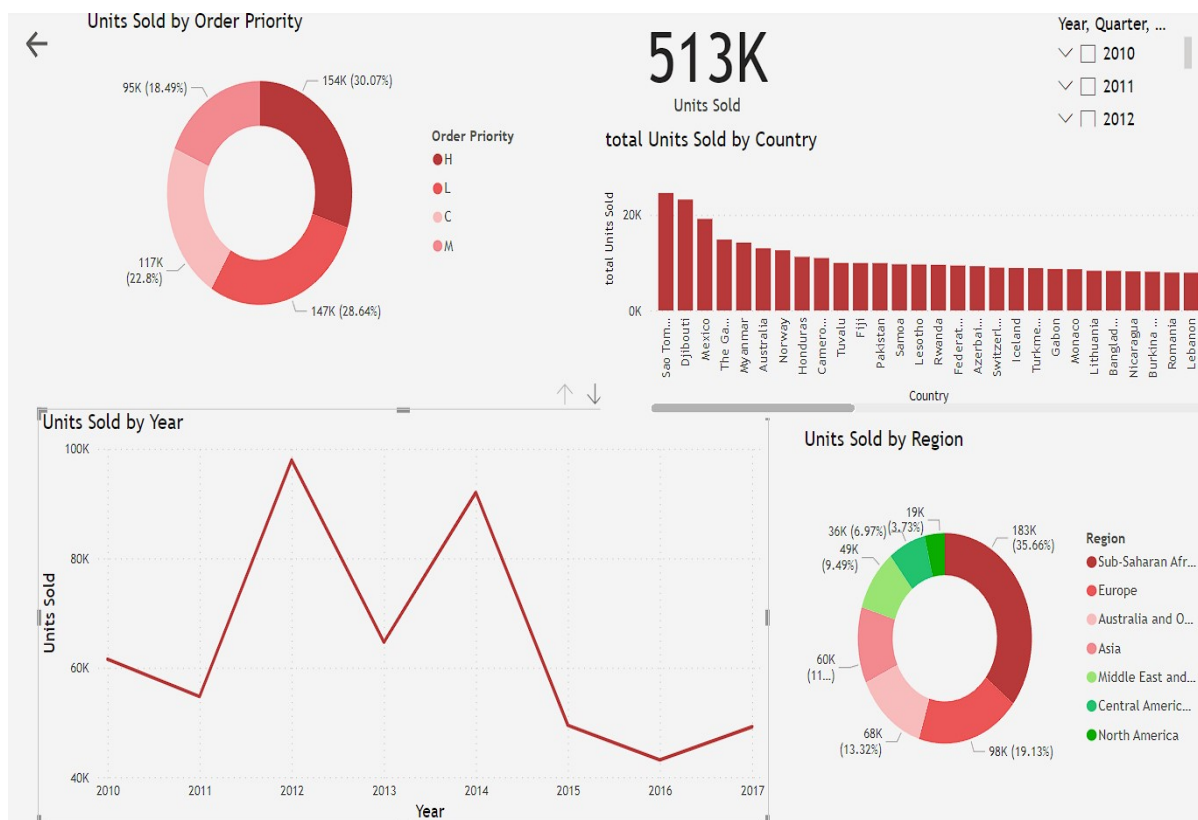 Units Sold by Order Priority
95K (18.49%)
154K (30.07%)
117K
(22.8%)
147K (28.64%)
Order Priority
H
L
C
M
513K
Units Sold
Year, Quarter, ...
2010
2011
2012
total Units Sold by Country
total Units Sold
20K
0K
Sao Tom...
Djibouti
Mexico
The Ga...
Myanmar
Australia
Norway
Honduras
Camero...
Tuvalu
Fiji
Pakistan
Samoa
Lesotho
Rwanda
Federat...
Azerbai...
Switzerl...
Iceland
Turkme...
Gabon
Monaco
Lithuania
Banglad...
Nicaragua
Burkina ...
Romania
Lebanon
Country
Units Sold by Year
Units Sold
100K
80K
60K
40K
2010
2011
2012
2013
2014
2015
2016
2017
Year
Units Sold by Region
19K
(3.73%)
36K (6.97%)
49K
(9.49%)
60K
(11...)
68K
(13.32%)
98K (19.13%)
183K
(35.66%)
Region
Sub-Saharan Afr...
Europe
Australia and O...
Asia
Middle East and...
Central Americ...
North America